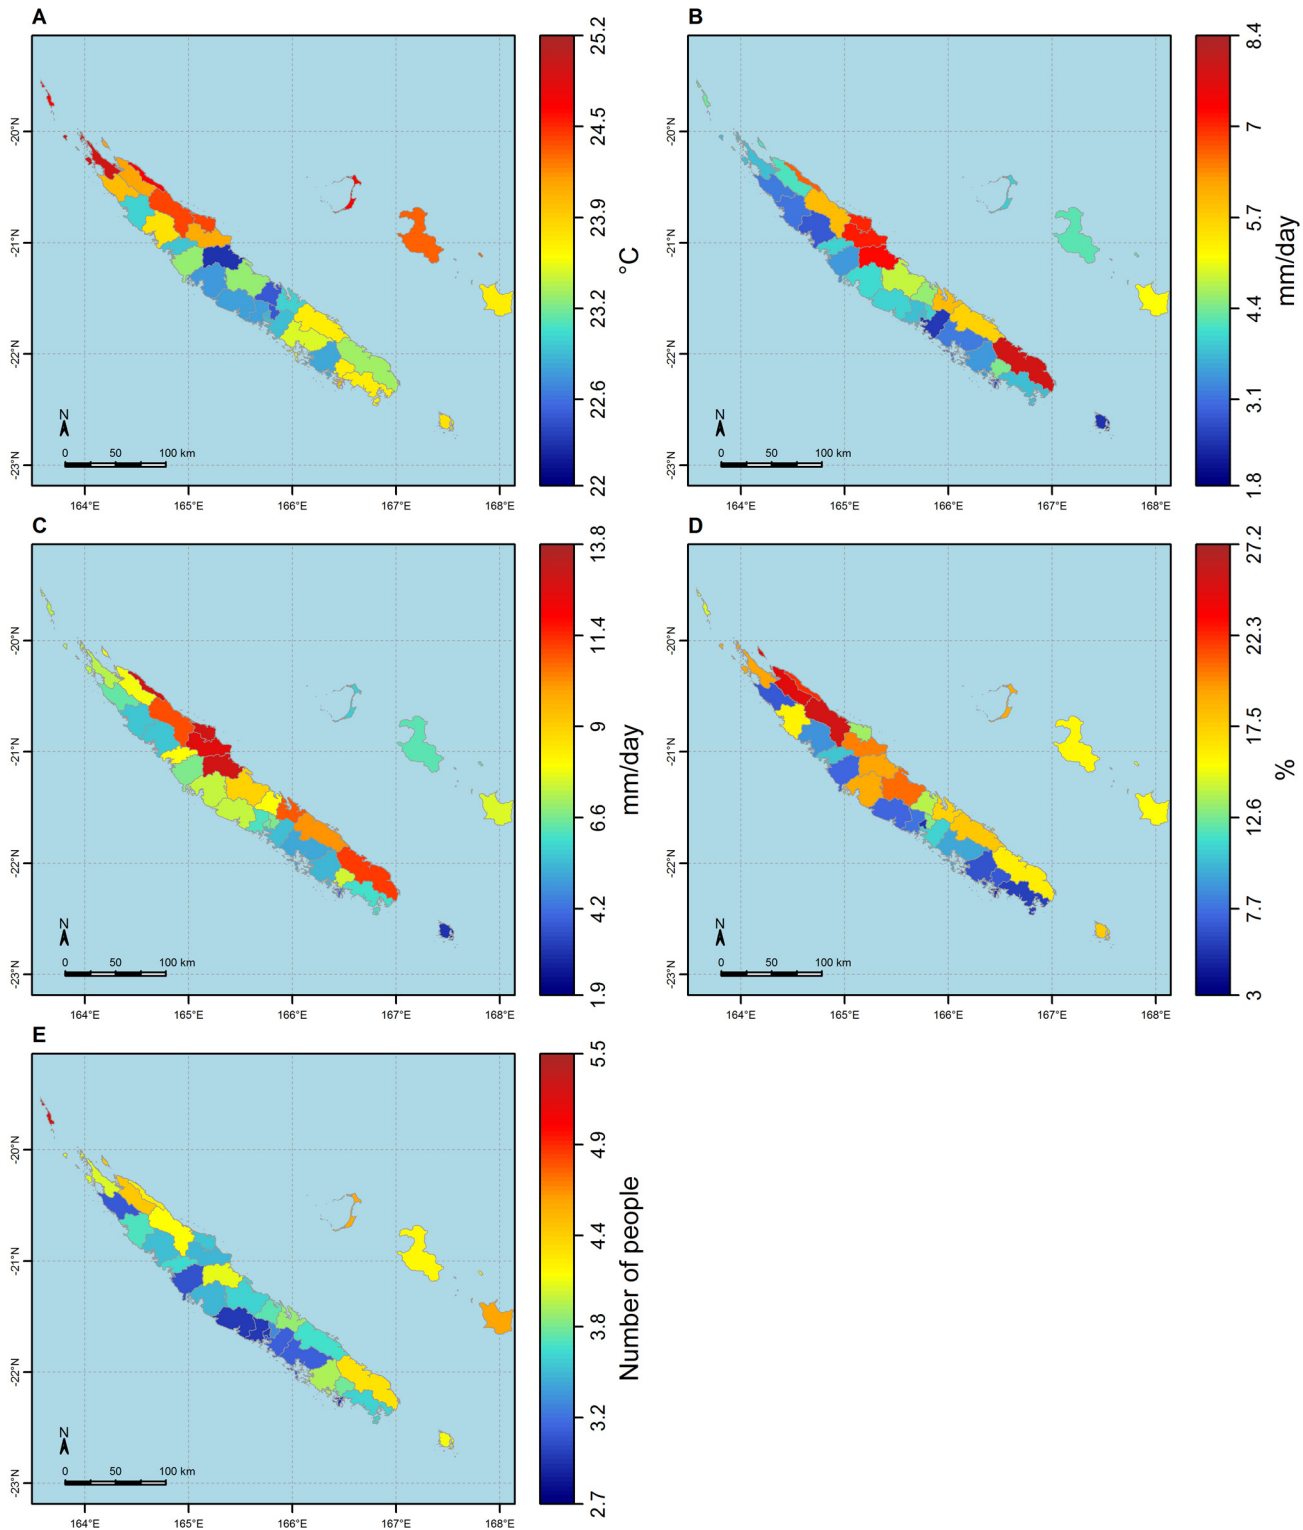 A
25.2
24.5
23.9
23.2
22.6
22
°C
-20°N
-21°N
-22°N
-23°N
N
0 50 100 km
164°E 165°E 166°E 167°E 168°E
B
8.4
7
5.7
4.4
3.1
1.8
mm/day
-20°N
-21°N
-22°N
-23°N
N
0 50 100 km
164°E 165°E 166°E 167°E 168°E
C
13.8
11.4
9
6.6
4.2
1.9
mm/day
-20°N
-21°N
-22°N
-23°N
N
0 50 100 km
164°E 165°E 166°E 167°E 168°E
D
27.2
22.3
17.5
12.6
7.7
3
%
-20°N
-21°N
-22°N
-23°N
N
0 50 100 km
164°E 165°E 166°E 167°E 168°E
E
5.5
4.9
4.4
3.8
3.2
2.7
Number of people
-20°N
-21°N
-22°N
-23°N
N
0 50 100 km
164°E 165°E 166°E 167°E 168°E